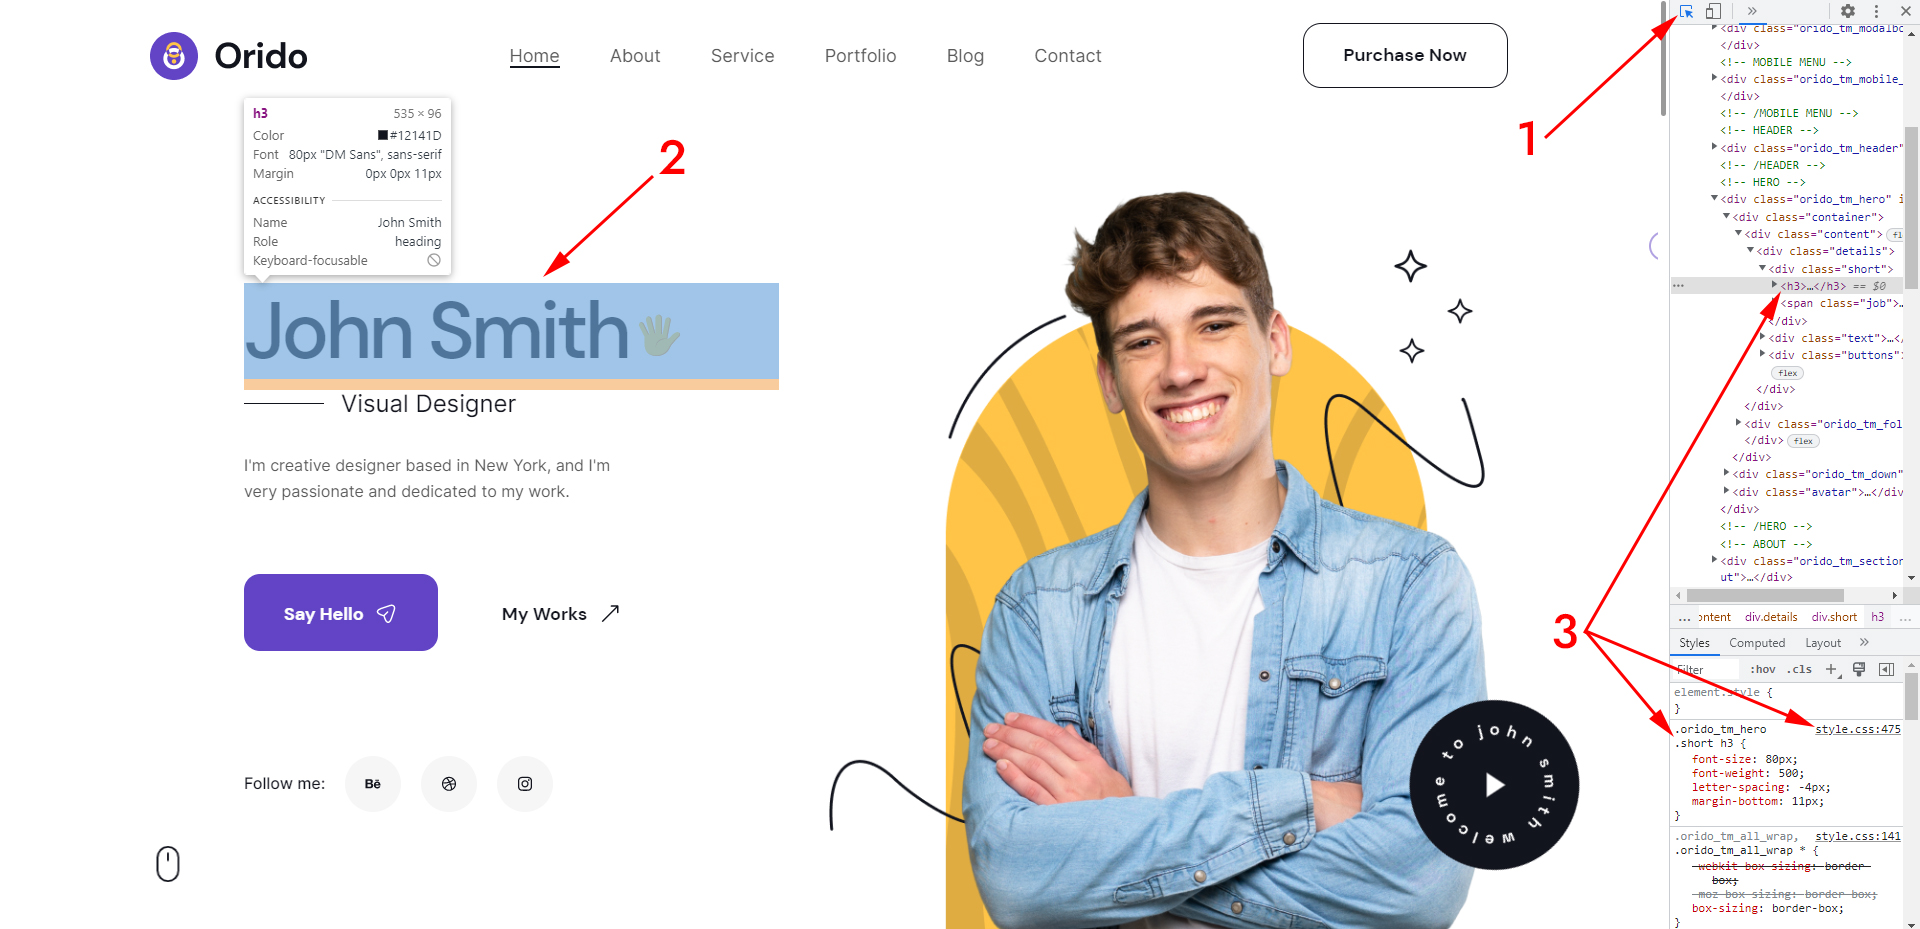 Orido
Home
About
Service
Portfolio
Blog
Contact
Purchase Now
h3 535 × 96
Color #12141D
Font 80px "DM Sans", sans-serif
Margin 0px 0px 11px
ACCESSIBILITY
Name John Smith
Role heading
Keyboard-focusable
1
2
3
John Smith
Visual Designer
I'm creative designer based in New York, and I'm
very passionate and dedicated to my work.
Say Hello
My Works
Follow me:
Bē
welcome to john smith
»
<div class="orido_tm_modalbo
</div>
<!-- MOBILE MENU -->
<div class="orido_tm_mobile_
</div>
<!-- /MOBILE MENU -->
<!-- HEADER -->
<div class="orido_tm_header"
<!-- /HEADER -->
<!-- HERO -->
<div class="orido_tm_hero" i
<div class="container">
<div class="content"> fl
<div class="details">
<div class="short">
… <h3>…</h3> == $0
<span class="job">…
</div>
<div class="text">…</
<div class="buttons"
flex
</div>
</div>
<div class="orido_tm_fol
</div> flex
</div>
<div class="orido_tm_down"
<div class="avatar">…</div
</div>
<!-- /HERO -->
<!-- ABOUT -->
<div class="orido_tm_section
ut">…</div>
… ontent div.details div.short h3 …
Styles Computed Layout »
Filter :hov .cls +
element.style {
}
.orido_tm_hero style.css:475
.short h3 {
font-size: 80px;
font-weight: 500;
letter-spacing: -4px;
margin-bottom: 11px;
}
.orido_tm_all_wrap, style.css:141
.orido_tm_all_wrap * {
-webkit-box-sizing: border-
box;
-moz-box-sizing: border-box;
box-sizing: border-box;
}